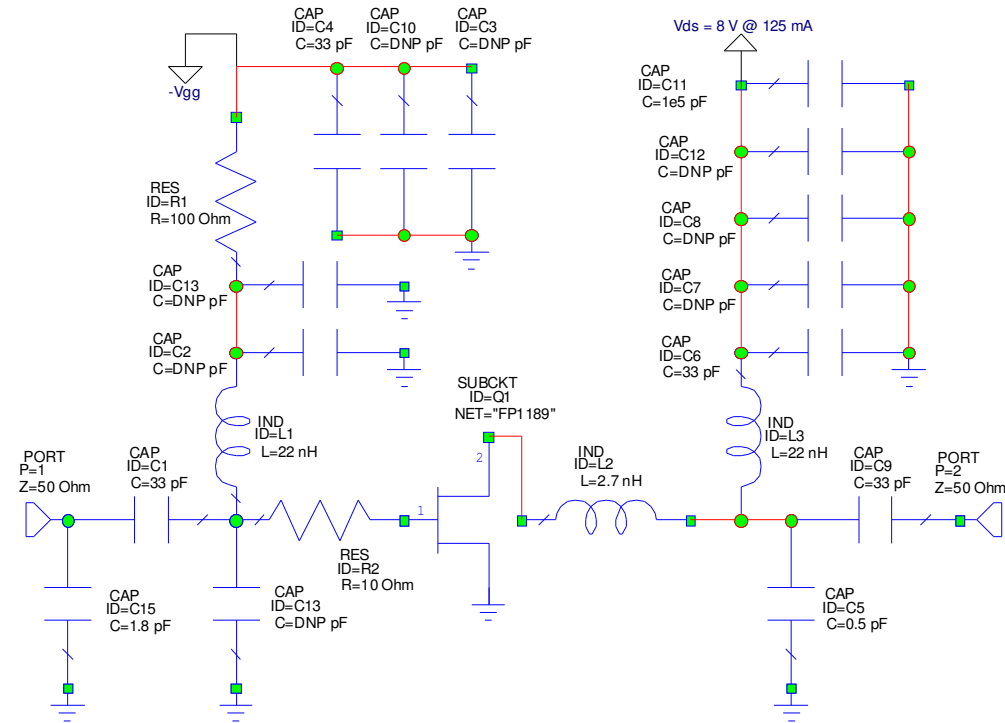 CAP
ID=C4
C=33 pF
CAP
ID=C10
C=DNP pF
CAP
ID=C3
C=DNP pF
-Vgg
RES
ID=R1
R=100 Ohm
CAP
ID=C13
C=DNP pF
CAP
ID=C2
C=DNP pF
IND
ID=L1
L=22 nH
PORT
P=1
Z=50 Ohm
CAP
ID=C1
C=33 pF
CAP
ID=C15
C=1.8 pF
CAP
ID=C13
C=DNP pF
RES
ID=R2
R=10 Ohm
SUBCKT
ID=Q1
NET="FP1189"
1
2
IND
ID=L2
L=2.7 nH
Vds = 8 V @ 125 mA
CAP
ID=C11
C=1e5 pF
CAP
ID=C12
C=DNP pF
CAP
ID=C8
C=DNP pF
CAP
ID=C7
C=DNP pF
CAP
ID=C6
C=33 pF
IND
ID=L3
L=22 nH
CAP
ID=C9
C=33 pF
PORT
P=2
Z=50 Ohm
CAP
ID=C5
C=0.5 pF